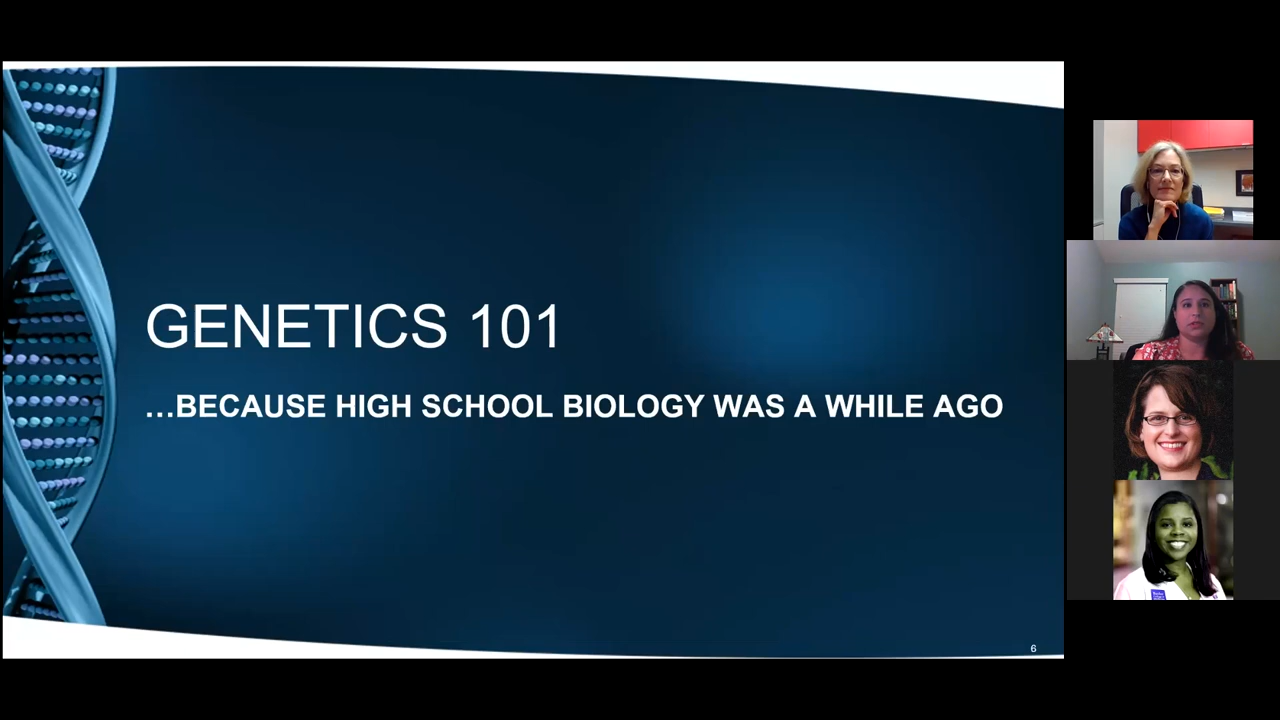 GENETICS 101
…BECAUSE HIGH SCHOOL BIOLOGY WAS A WHILE AGO
6